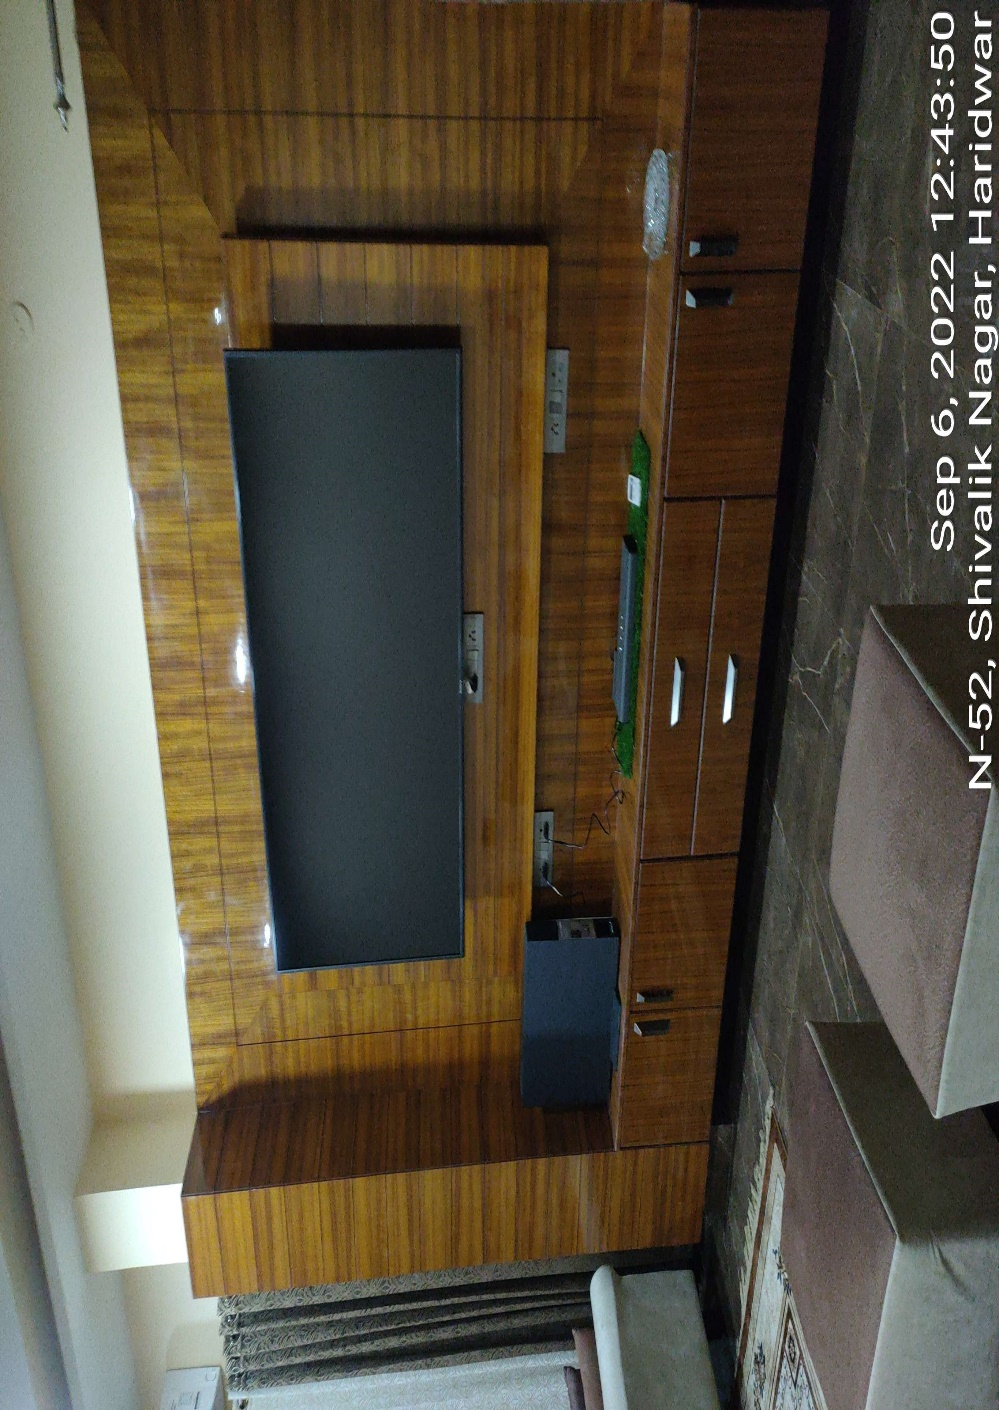 Sep 6, 2022 12:43:50
N-52, Shivalik Nagar, Haridwar